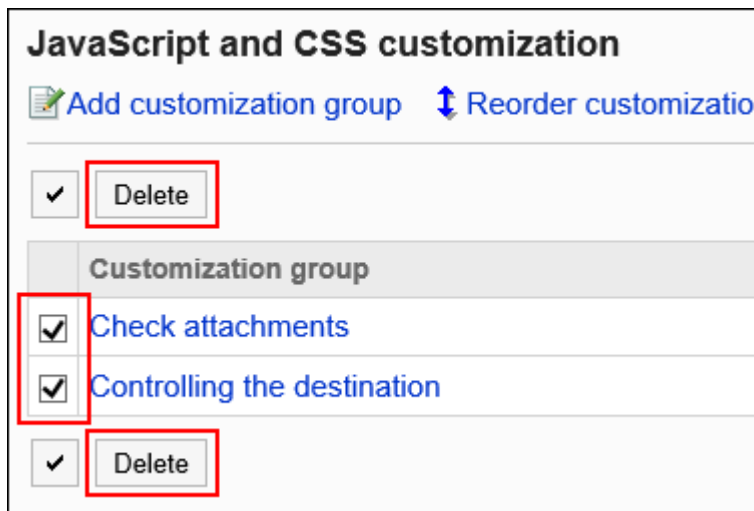 JavaScript and CSS customization
Add customization group Reorder customizatio
Delete
Customization group
Check attachments
Controlling the destination
Delete